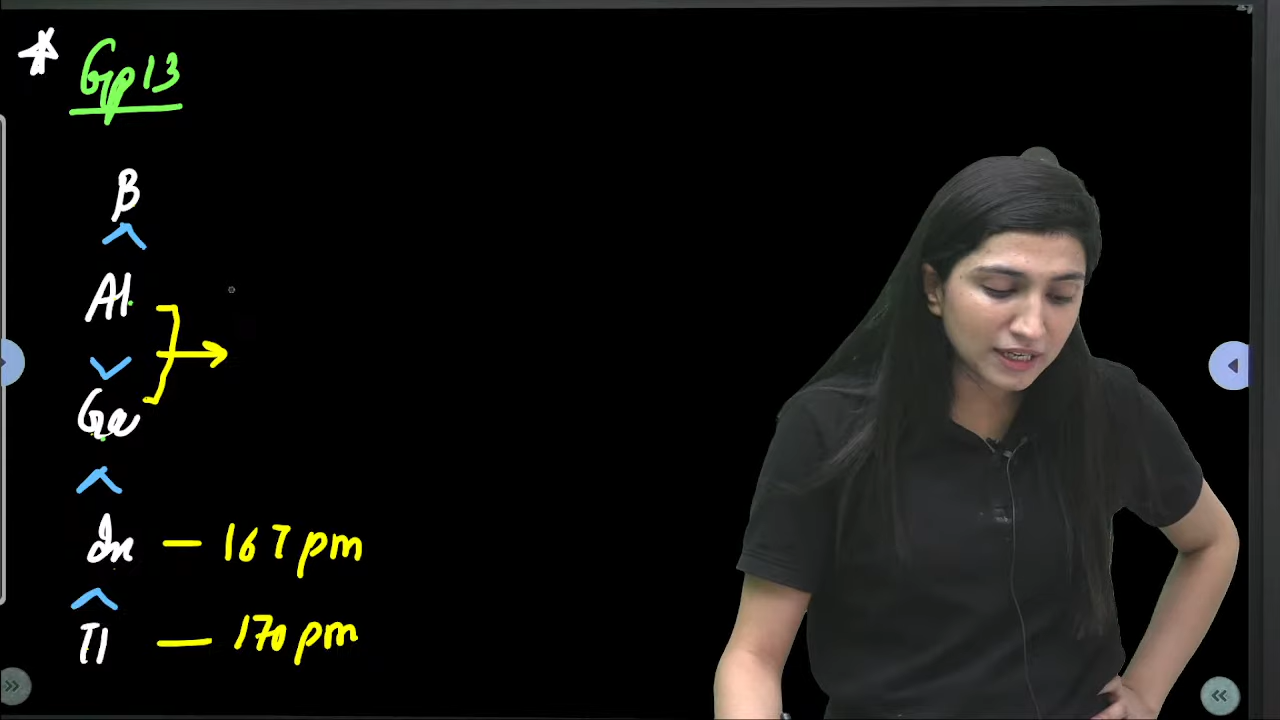 Gp 13
B
Al
Ga
In — 167 pm
Tl — 170 pm